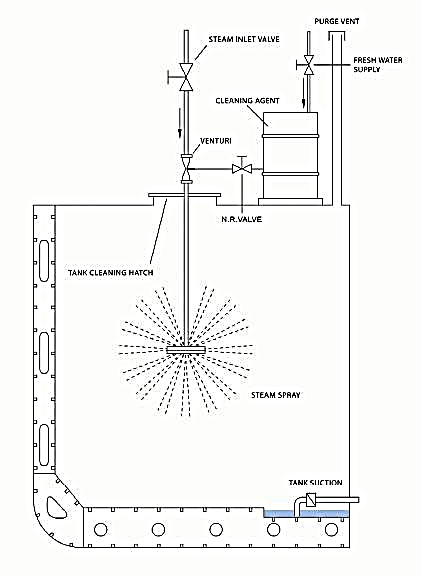 PURGE VENT
STEAM INLET VALVE
FRESH WATER
SUPPLY
CLEANING AGENT
VENTURI
N.R.VALVE
TANK CLEANING HATCH
STEAM SPRAY
TANK SUCTION